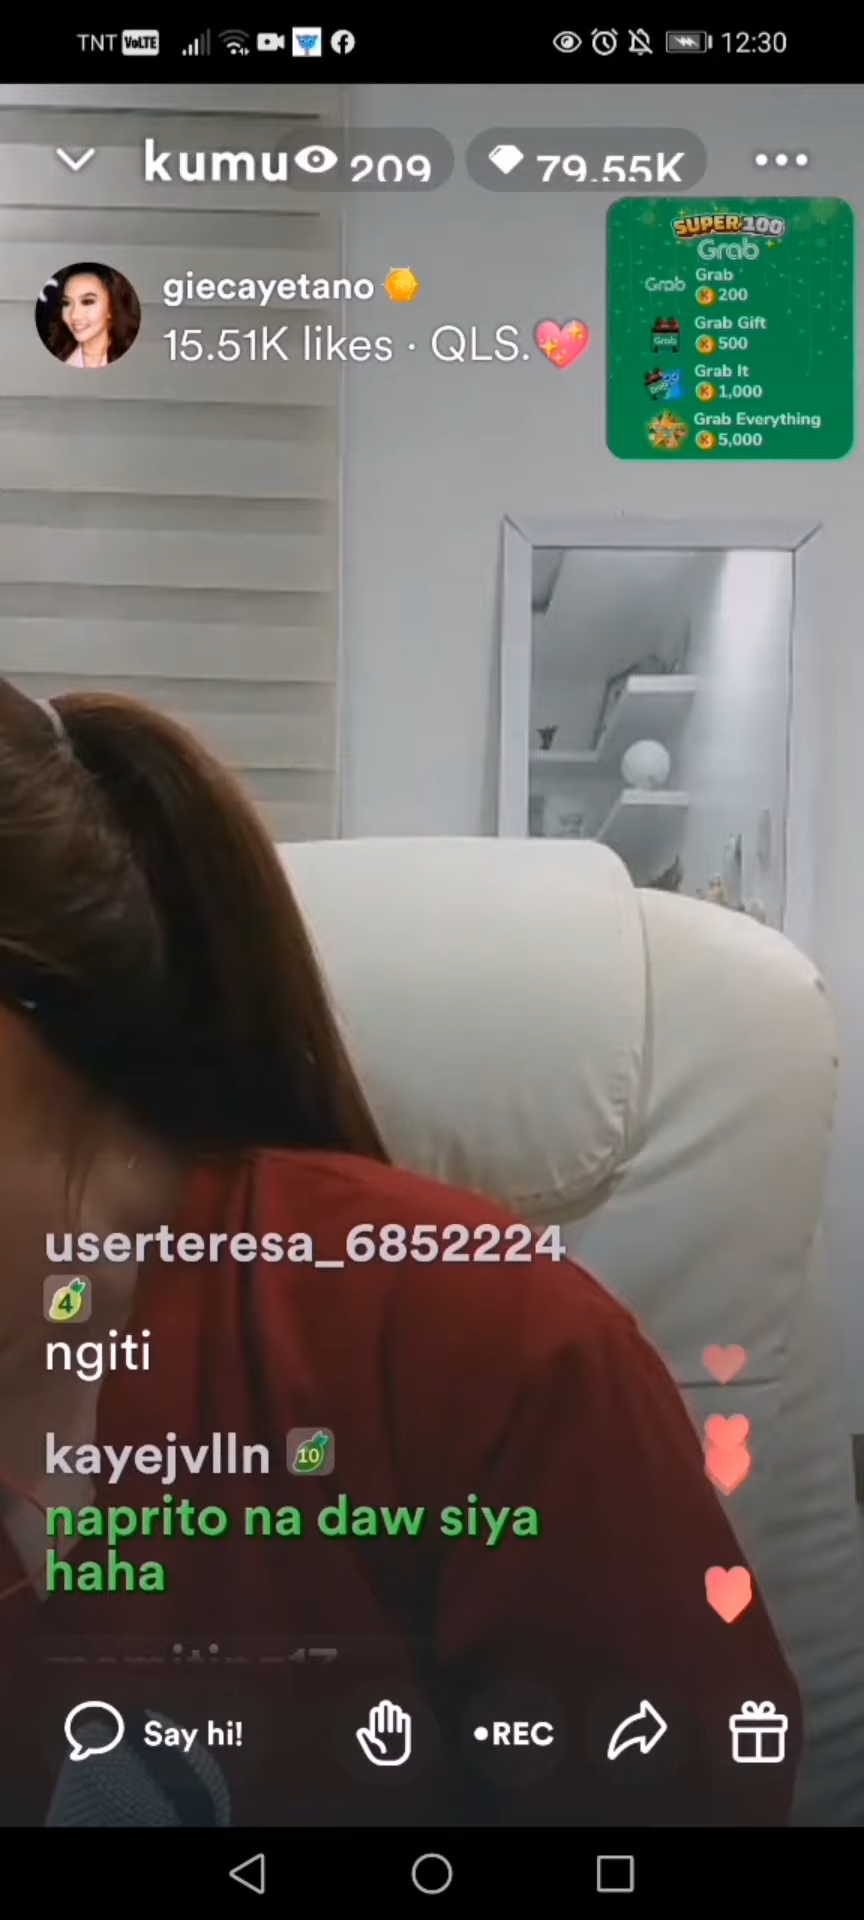 TNT VoLTE 12:30
kumu 209 79.55K
SUPER 100
Grab
Grab Grab
200
giecayetano
15.51K likes · QLS.
Grab Grab Gift
500
Grab It
1,000
Grab Everything
5,000
userteresa_6852224
4
ngiti
kayejvlln 10
naprito na daw siya
haha
Say hi! •REC